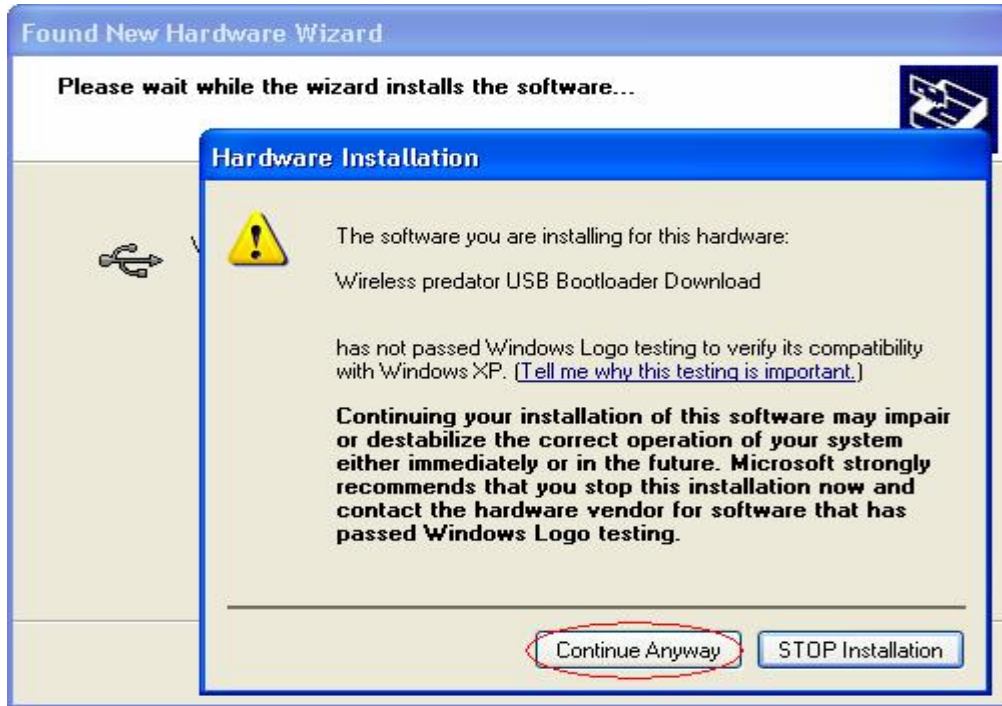 Found New Hardware Wizard
Please wait while the wizard installs the software...
Hardware Installation
The software you are installing for this hardware:
Wireless predator USB Bootloader Download
has not passed Windows Logo testing to verify its compatibility
with Windows XP. (Tell me why this testing is important.)
Continuing your installation of this software may impair
or destabilize the correct operation of your system
either immediately or in the future. Microsoft strongly
recommends that you stop this installation now and
contact the hardware vendor for software that has
passed Windows Logo testing.
Continue Anyway
STOP Installation